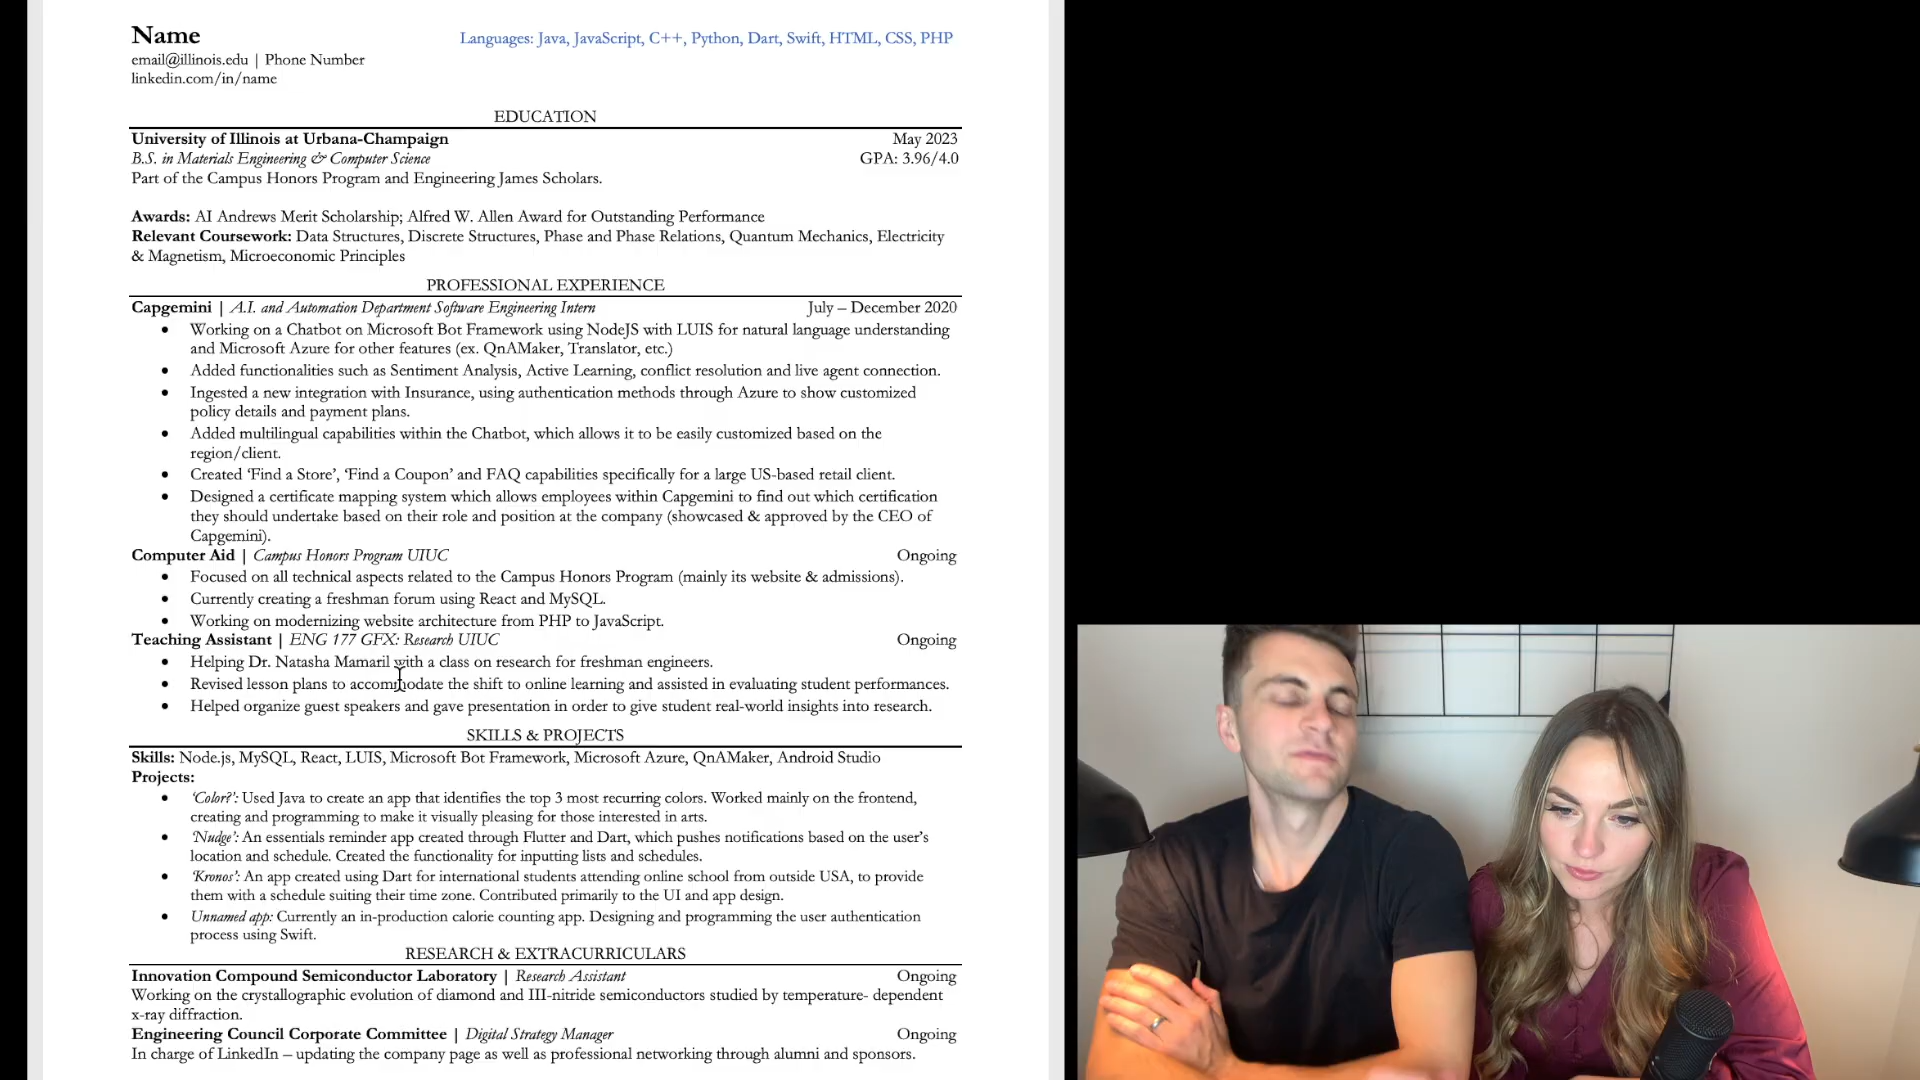 Name
Languages: Java, JavaScript, C++, Python, Dart, Swift, HTML, CSS, PHP
email@illinois.edu | Phone Number
linkedin.com/in/name
EDUCATION
University of Illinois at Urbana-Champaign May 2023
B.S. in Materials Engineering & Computer Science GPA: 3.96/4.0
Part of the Campus Honors Program and Engineering James Scholars.
Awards: AI Andrews Merit Scholarship; Alfred W. Allen Award for Outstanding Performance
Relevant Coursework: Data Structures, Discrete Structures, Phase and Phase Relations, Quantum Mechanics, Electricity
& Magnetism, Microeconomic Principles
PROFESSIONAL EXPERIENCE
Capgemini | A.I. and Automation Department Software Engineering Intern July – December 2020
• Working on a Chatbot on Microsoft Bot Framework using NodeJS with LUIS for natural language understanding
and Microsoft Azure for other features (ex. QnAMaker, Translator, etc.)
• Added functionalities such as Sentiment Analysis, Active Learning, conflict resolution and live agent connection.
• Ingested a new integration with Insurance, using authentication methods through Azure to show customized
policy details and payment plans.
• Added multilingual capabilities within the Chatbot, which allows it to be easily customized based on the
region/client.
• Created ‘Find a Store’, ‘Find a Coupon’ and FAQ capabilities specifically for a large US-based retail client.
• Designed a certificate mapping system which allows employees within Capgemini to find out which certification
they should undertake based on their role and position at the company (showcased & approved by the CEO of
Capgemini).
Computer Aid | Campus Honors Program UIUC Ongoing
• Focused on all technical aspects related to the Campus Honors Program (mainly its website & admissions).
• Currently creating a freshman forum using React and MySQL.
• Working on modernizing website architecture from PHP to JavaScript.
Teaching Assistant | ENG 177 GFX: Research UIUC Ongoing
• Helping Dr. Natasha Mamaril with a class on research for freshman engineers.
• Revised lesson plans to accommodate the shift to online learning and assisted in evaluating student performances.
• Helped organize guest speakers and gave presentation in order to give student real-world insights into research.
SKILLS & PROJECTS
Skills: Node.js, MySQL, React, LUIS, Microsoft Bot Framework, Microsoft Azure, QnAMaker, Android Studio
Projects:
• ‘Color?’: Used Java to create an app that identifies the top 3 most recurring colors. Worked mainly on the frontend,
creating and programming to make it visually pleasing for those interested in arts.
• ‘Nudge’: An essentials reminder app created through Flutter and Dart, which pushes notifications based on the user’s
location and schedule. Created the functionality for inputting lists and schedules.
• ‘Kronos’: An app created using Dart for international students attending online school from outside USA, to provide
them with a schedule suiting their time zone. Contributed primarily to the UI and app design.
• Unnamed app: Currently an in-production calorie counting app. Designing and programming the user authentication
process using Swift.
RESEARCH & EXTRACURRICULARS
Innovation Compound Semiconductor Laboratory | Research Assistant Ongoing
Working on the crystallographic evolution of diamond and III-nitride semiconductors studied by temperature- dependent
x-ray diffraction.
Engineering Council Corporate Committee | Digital Strategy Manager Ongoing
In charge of LinkedIn – updating the company page as well as professional networking through alumni and sponsors.